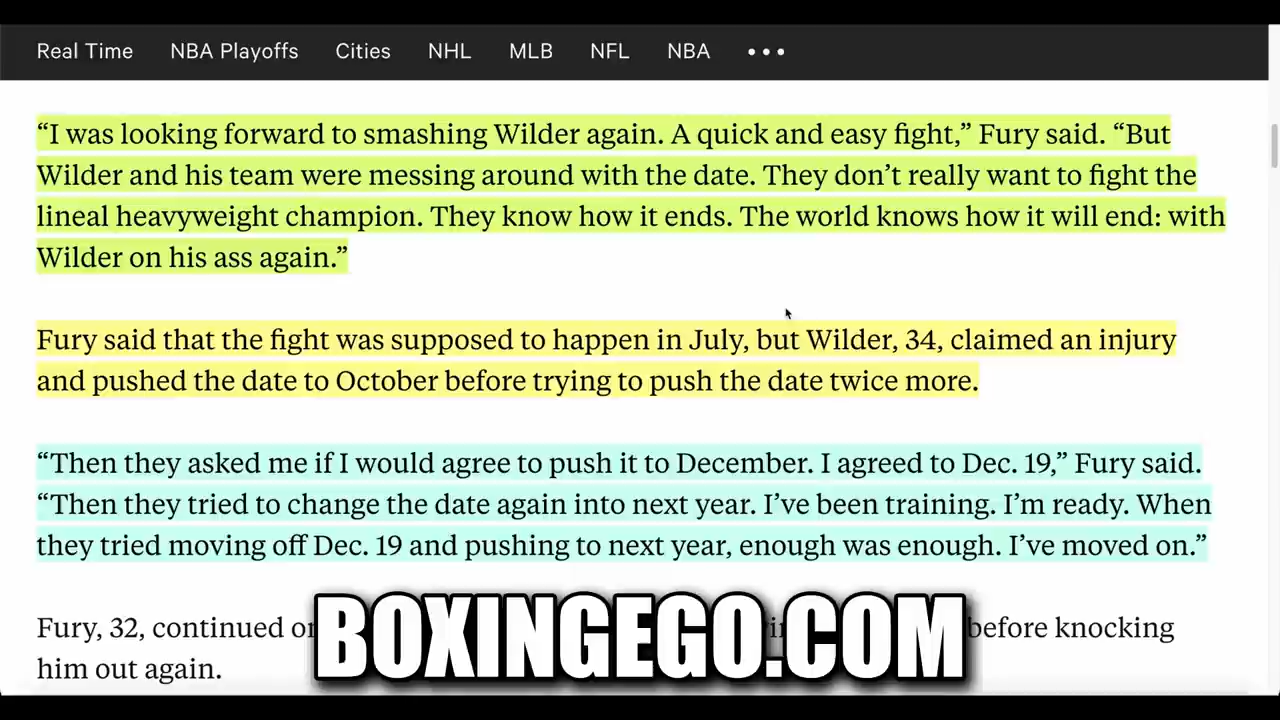 Real Time NBA Playoffs Cities NHL MLB NFL NBA •••
“I was looking forward to smashing Wilder again. A quick and easy fight,” Fury said. “But
Wilder and his team were messing around with the date. They don’t really want to fight the
lineal heavyweight champion. They know how it ends. The world knows how it will end: with
Wilder on his ass again.”
Fury said that the fight was supposed to happen in July, but Wilder, 34, claimed an injury
and pushed the date to October before trying to push the date twice more.
“Then they asked me if I would agree to push it to December. I agreed to Dec. 19,” Fury said.
“Then they tried to change the date again into next year. I’ve been training. I’m ready. When
they tried moving off Dec. 19 and pushing to next year, enough was enough. I’ve moved on.”
Fury, 32, continued before knocking
him out again.
BOXINGEGO.COM